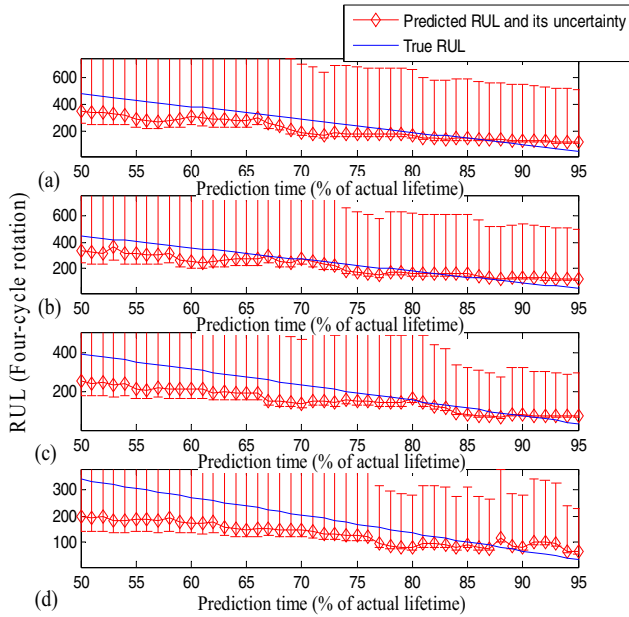 Predicted RUL and its uncertainty
True RUL
RUL (Four-cycle rotation)
600
400
200
50 55 60 65 70 75 80 85 90 95
(a)
Prediction time (% of actual lifetime)
600
400
200
50 55 60 65 70 75 80 85 90 95
(b)
Prediction time (% of actual lifetime)
400
200
50 55 60 65 70 75 80 85 90 95
(c)
Prediction time (% of actual lifetime)
300
200
100
50 55 60 65 70 75 80 85 90 95
(d)
Prediction time (% of actual lifetime)